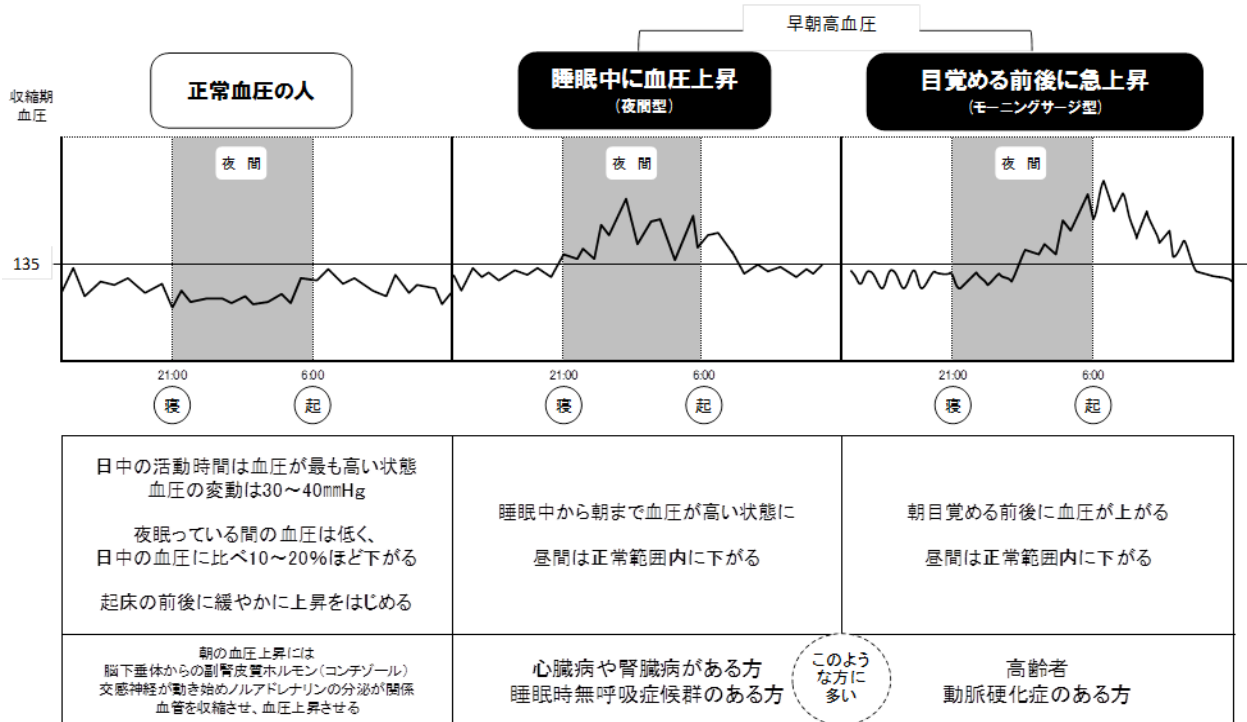 早朝高血圧
正常血圧の人
睡眠中に血圧上昇
(夜間型)
目覚める前後に急上昇
(モーニングサージ型)
収縮期
血圧
夜 間
夜 間
夜 間
135
21:00
6:00
21:00
6:00
21:00
6:00
寝
起
寝
起
寝
起
日中の活動時間は血圧が最も高い状態
血圧の変動は30～40mmHg
夜眠っている間の血圧は低く、
日中の血圧に比べ10～20%ほど下がる
起床の前後に緩やかに上昇をはじめる
睡眠中から朝まで血圧が高い状態に
昼間は正常範囲内に下がる
朝目覚める前後に血圧が上がる
昼間は正常範囲内に下がる
朝の血圧上昇には
脳下垂体からの副腎皮質ホルモン(コンチゾール)
交感神経が動き始めノルアドレナリンの分泌が関係
血管を収縮させ、血圧上昇させる
心臓病や腎臓病がある方
睡眠時無呼吸症候群のある方
このよう
な方に
多い
高齢者
動脈硬化症のある方